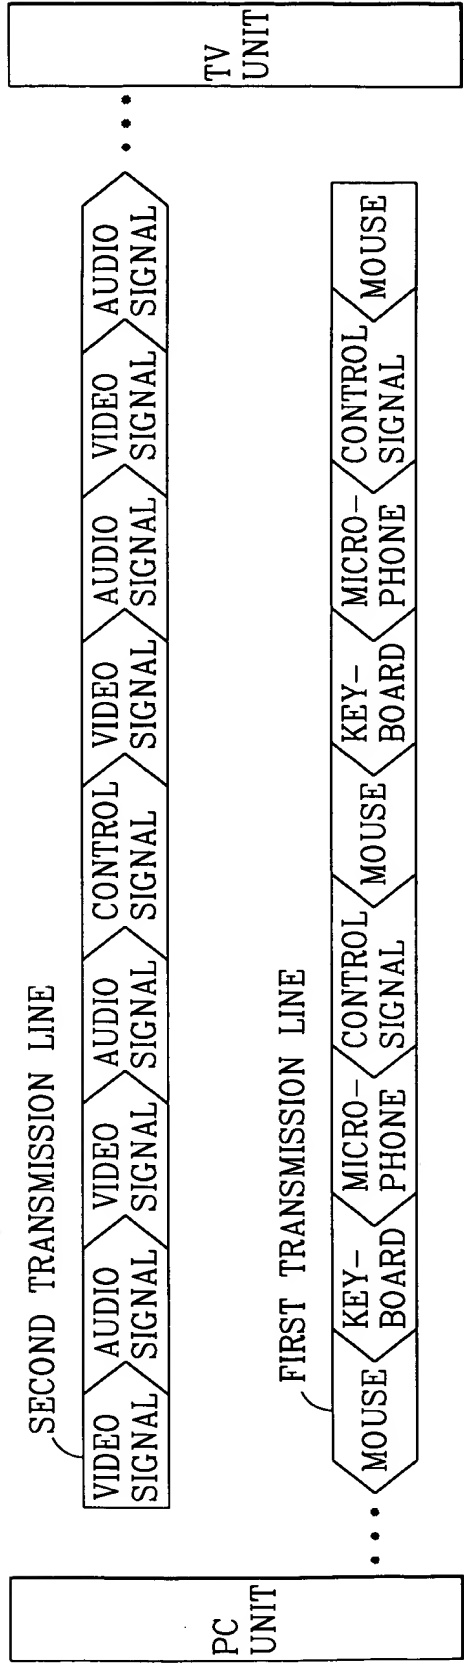 PC
UNIT
SECOND TRANSMISSION LINE
VIDEO
SIGNAL
AUDIO
SIGNAL
VIDEO
SIGNAL
AUDIO
SIGNAL
CONTROL
SIGNAL
VIDEO
SIGNAL
AUDIO
SIGNAL
VIDEO
SIGNAL
AUDIO
SIGNAL
FIRST TRANSMISSION LINE
MOUSE
KEY-
BOARD
MICRO-
PHONE
CONTROL
SIGNAL
MOUSE
KEY-
BOARD
MICRO-
PHONE
CONTROL
SIGNAL
MOUSE
TV
UNIT